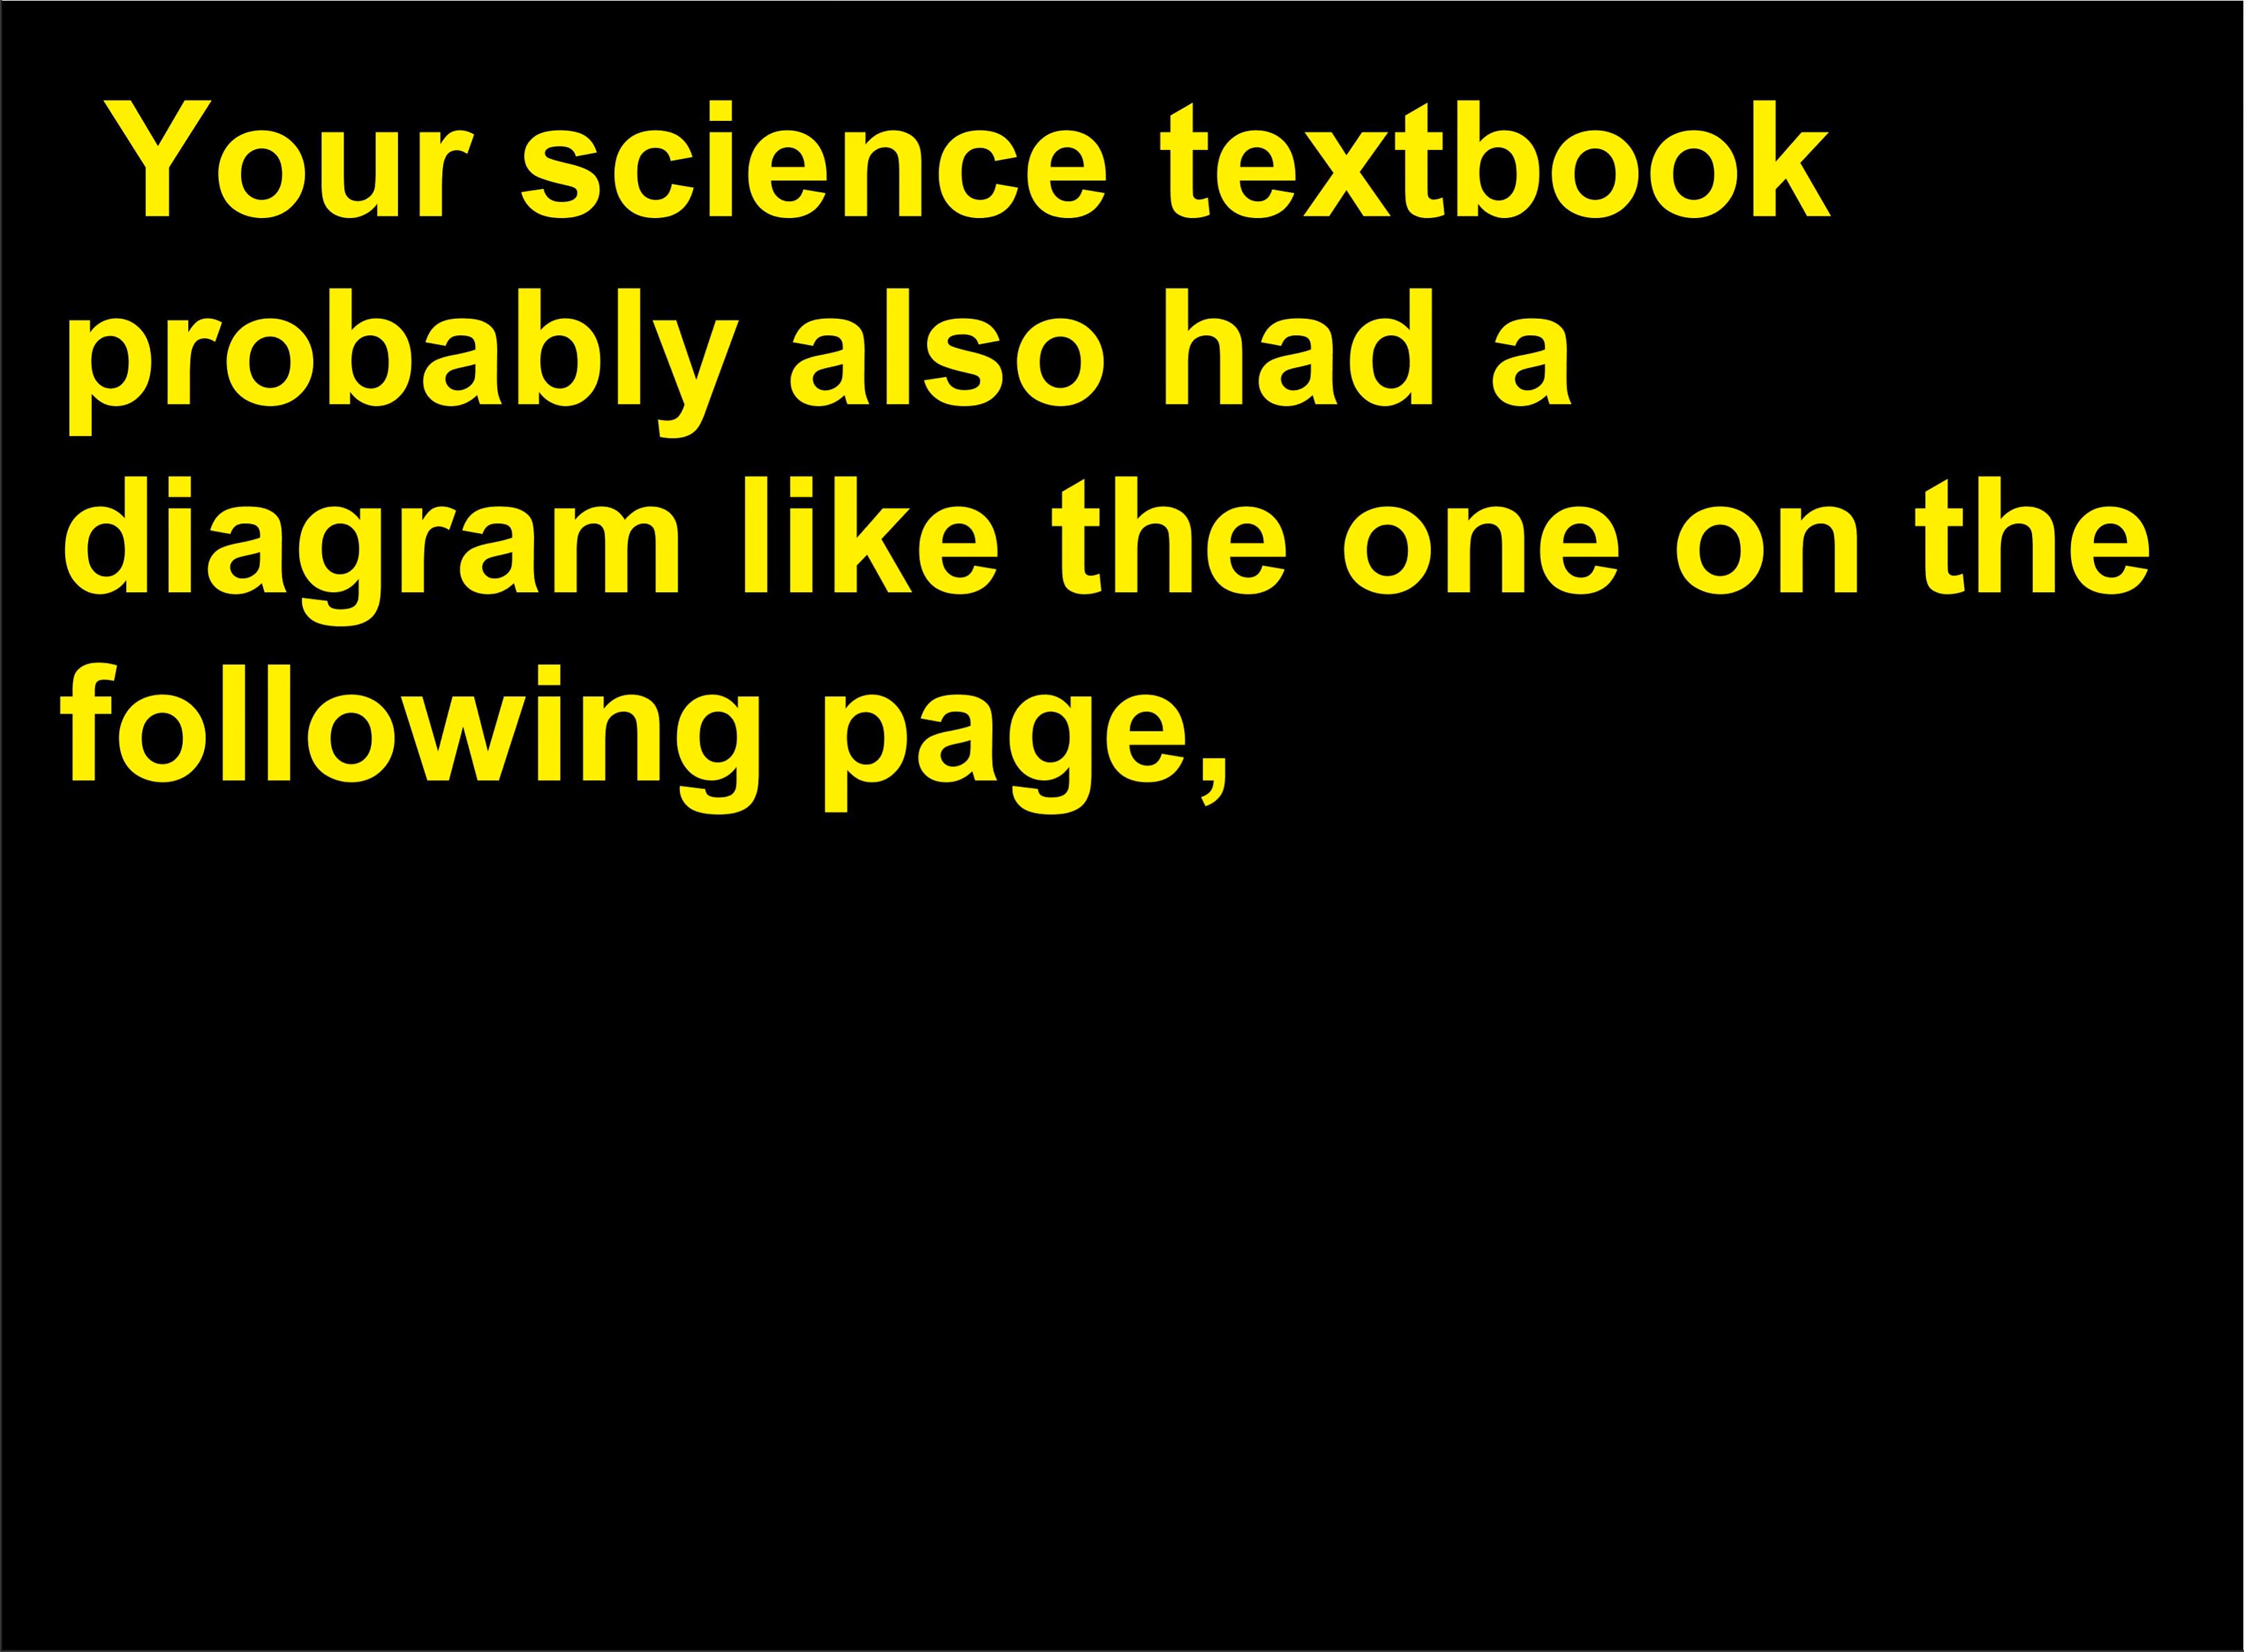 Your science textbook
probably also had a
diagram like the one on the
following page,